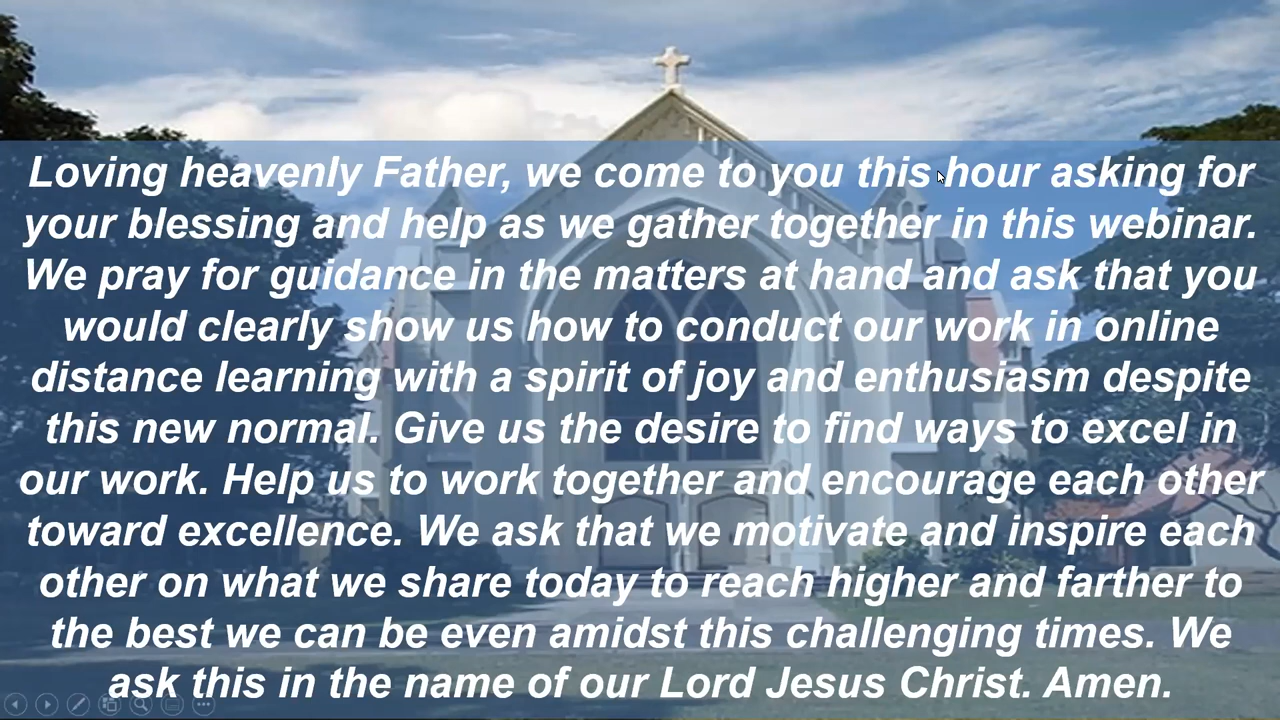 Loving heavenly Father, we come to you this hour asking for
your blessing and help as we gather together in this webinar.
We pray for guidance in the matters at hand and ask that you
would clearly show us how to conduct our work in online
distance learning with a spirit of joy and enthusiasm despite
this new normal. Give us the desire to find ways to excel in
our work. Help us to work together and encourage each other
toward excellence. We ask that we motivate and inspire each
other on what we share today to reach higher and farther to
the best we can be even amidst this challenging times. We
ask this in the name of our Lord Jesus Christ. Amen.